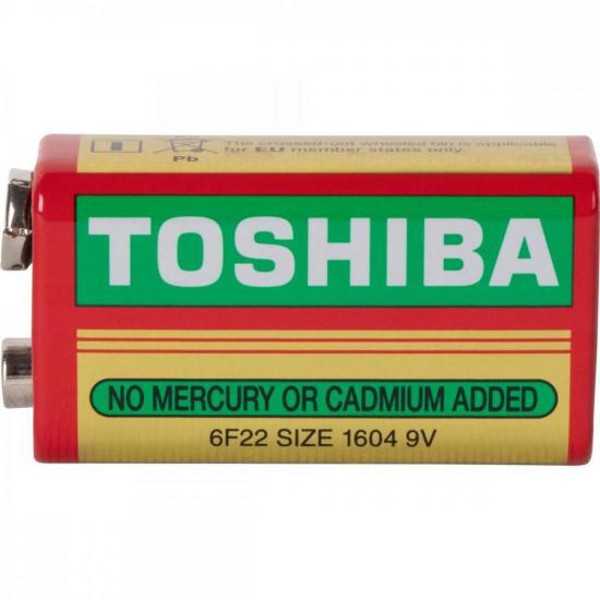 The crossed-out wheeled bin is applicable
for EU member states only.
Pb
TOSHIBA
NO MERCURY OR CADMIUM ADDED
6F22 SIZE 1604 9V